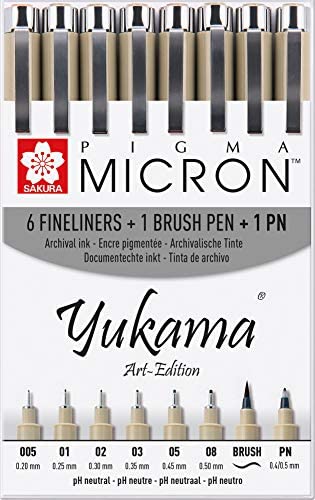 PIGMA
MICRON™
SAKURA
6 FINELINERS + 1 BRUSH PEN + 1 PN
Archival ink - Encre pigmentée - Archivalische Tinte
Documentechte inkt - Tinta de archivo
Yukama®
Art-Edition
005 01 02 03 05 08 BRUSH PN
0.20 mm 0.25 mm 0.30 mm 0.35 mm 0.45 mm 0.50 mm 0.4/0.5 mm
pH neutral - pH neutre - pH neutraal - pH neutro